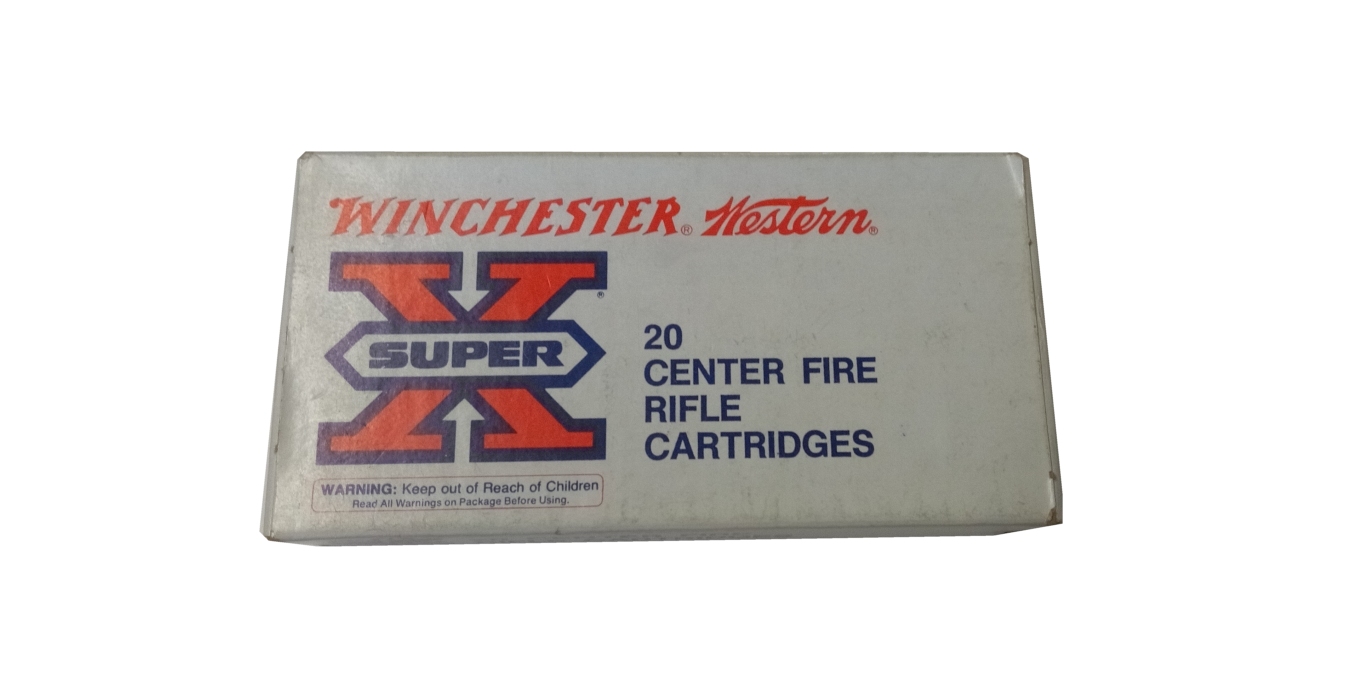 WINCHESTER® Western®
X®
SUPER
20
CENTER FIRE
RIFLE
CARTRIDGES
WARNING: Keep out of Reach of Children
Read All Warnings on Package Before Using.